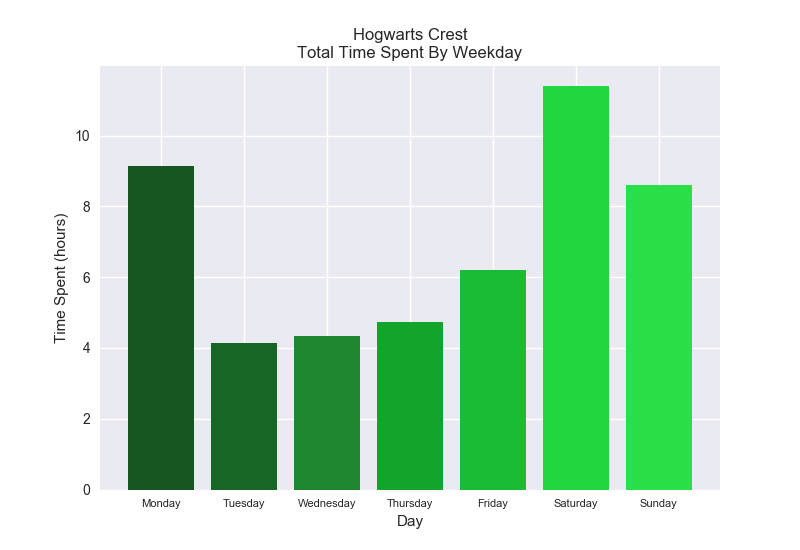 Hogwarts Crest
Total Time Spent By Weekday
Time Spent (hours)
10
8
6
4
2
0
Monday Tuesday Wednesday Thursday Friday Saturday Sunday
Day